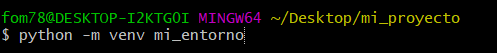 fom78@DESKTOP-I2KTGOI MINGW64 ~/Desktop/mi_proyecto
$ python -m venv mi_entorno